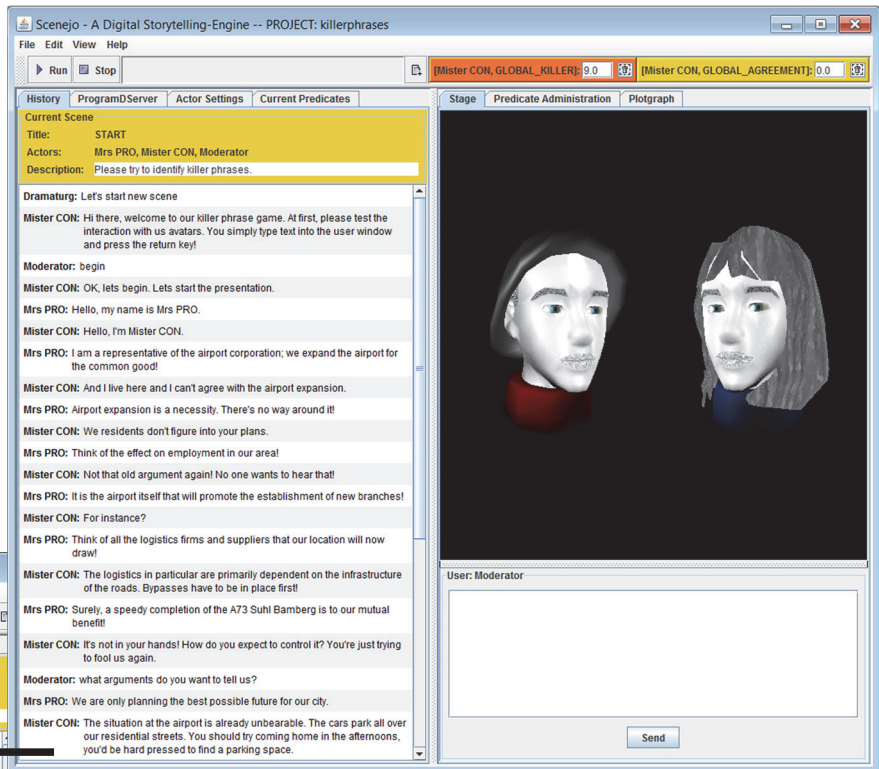 Scenejo - A Digital Storytelling-Engine -- PROJECT: killerphrases
File Edit View Help
Run Stop
[Mister CON, GLOBAL_KILLER]: 9.0
[Mister CON, GLOBAL_AGREEMENT]: 0.0
History ProgramDServer Actor Settings Current Predicates
Current Scene
Title: START
Actors: Mrs PRO, Mister CON, Moderator
Description: Please try to identify killer phrases.
Dramaturg: Let's start new scene
Mister CON: Hi there, welcome to our killer phrase game. At first, please test the
interaction with us avatars. You simply type text into the user window
and press the return key!
Moderator: begin
Mister CON: OK, lets begin. Lets start the presentation.
Mrs PRO: Hello, my name is Mrs PRO.
Mister CON: Hello, I'm Mister CON.
Mrs PRO: I am a representative of the airport corporation; we expand the airport for
the common good!
Mister CON: And I live here and I can't agree with the airport expansion.
Mrs PRO: Airport expansion is a necessity. There's no way around it!
Mister CON: We residents don't figure into your plans.
Mrs PRO: Think of the effect on employment in our area!
Mister CON: Not that old argument again! No one wants to hear that!
Mrs PRO: It is the airport itself that will promote the establishment of new branches!
Mister CON: For instance?
Mrs PRO: Think of all the logistics firms and suppliers that our location will now
draw!
Mister CON: The logistics in particular are primarily dependent on the infrastructure
of the roads. Bypasses have to be in place first!
Mrs PRO: Surely, a speedy completion of the A73 Suhl Bamberg is to our mutual
benefit!
Mister CON: It's not in your hands! How do you expect to control it? You're just trying
to fool us again.
Moderator: what arguments do you want to tell us?
Mrs PRO: We are only planning the best possible future for our city.
Mister CON: The situation at the airport is already unbearable. The cars park all over
our residential streets. You should try coming home in the afternoons,
you'd be hard pressed to find a parking space.
Stage Predicate Administration Plotgraph
User: Moderator
Send